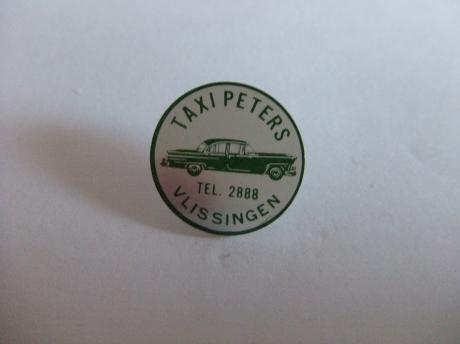 TAXI PETERS
TEL. 2888
VLISSINGEN